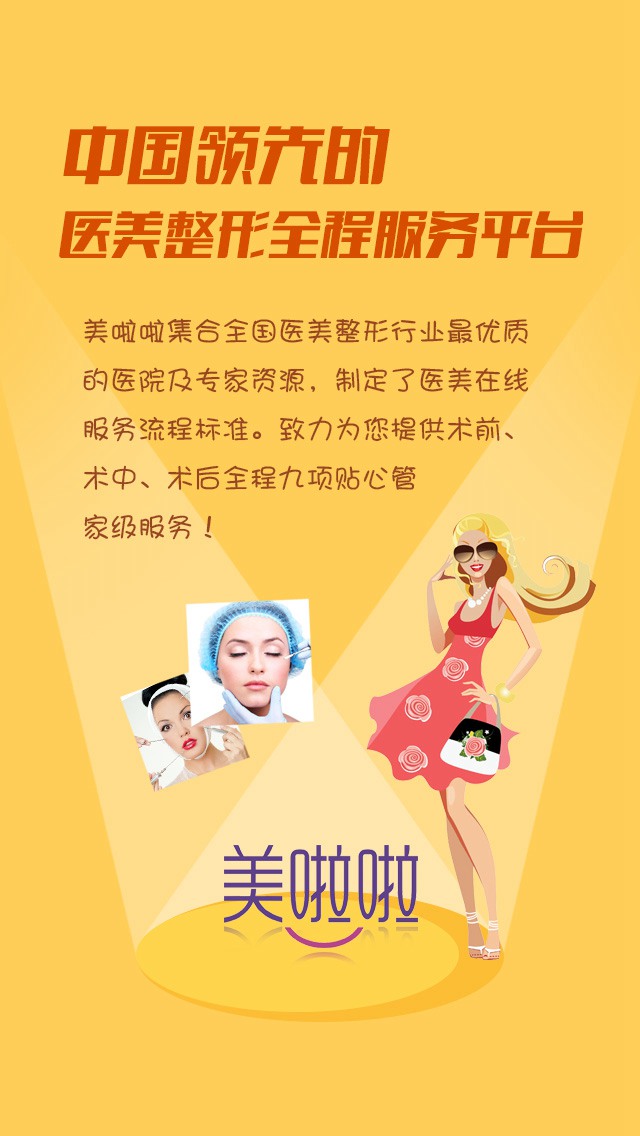 中国领先的
医美整形全程服务平台
美啦啦集合全国医美整形行业最优质
的医院及专家资源，制定了医美在线
服务流程标准。致力为您提供术前、
术中、术后全程九项贴心管
家级服务！
美啦啦